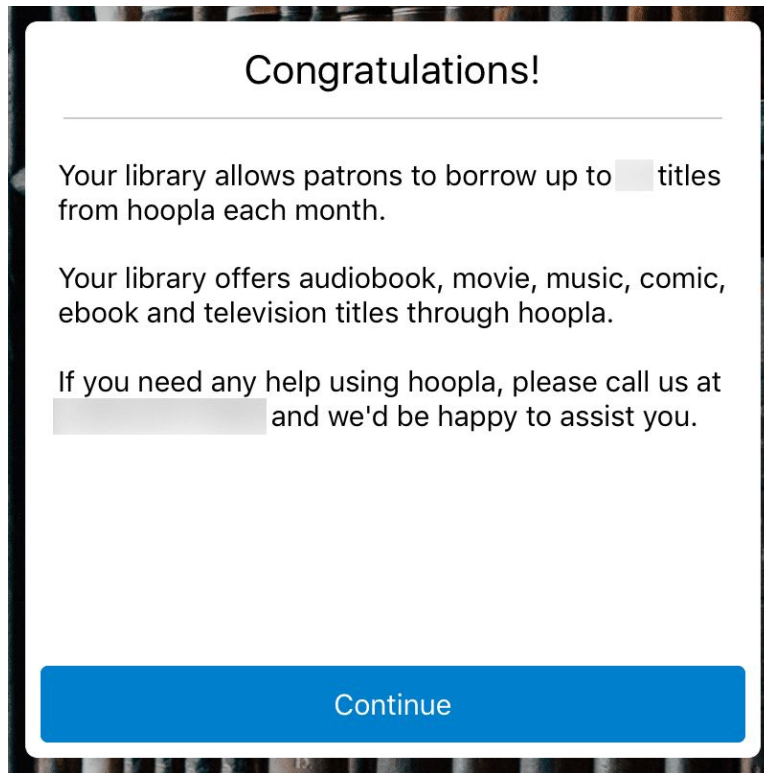 Congratulations!
Your library allows patrons to borrow up to titles
from hoopla each month.
Your library offers audiobook, movie, music, comic,
ebook and television titles through hoopla.
If you need any help using hoopla, please call us at
and we'd be happy to assist you.
Continue